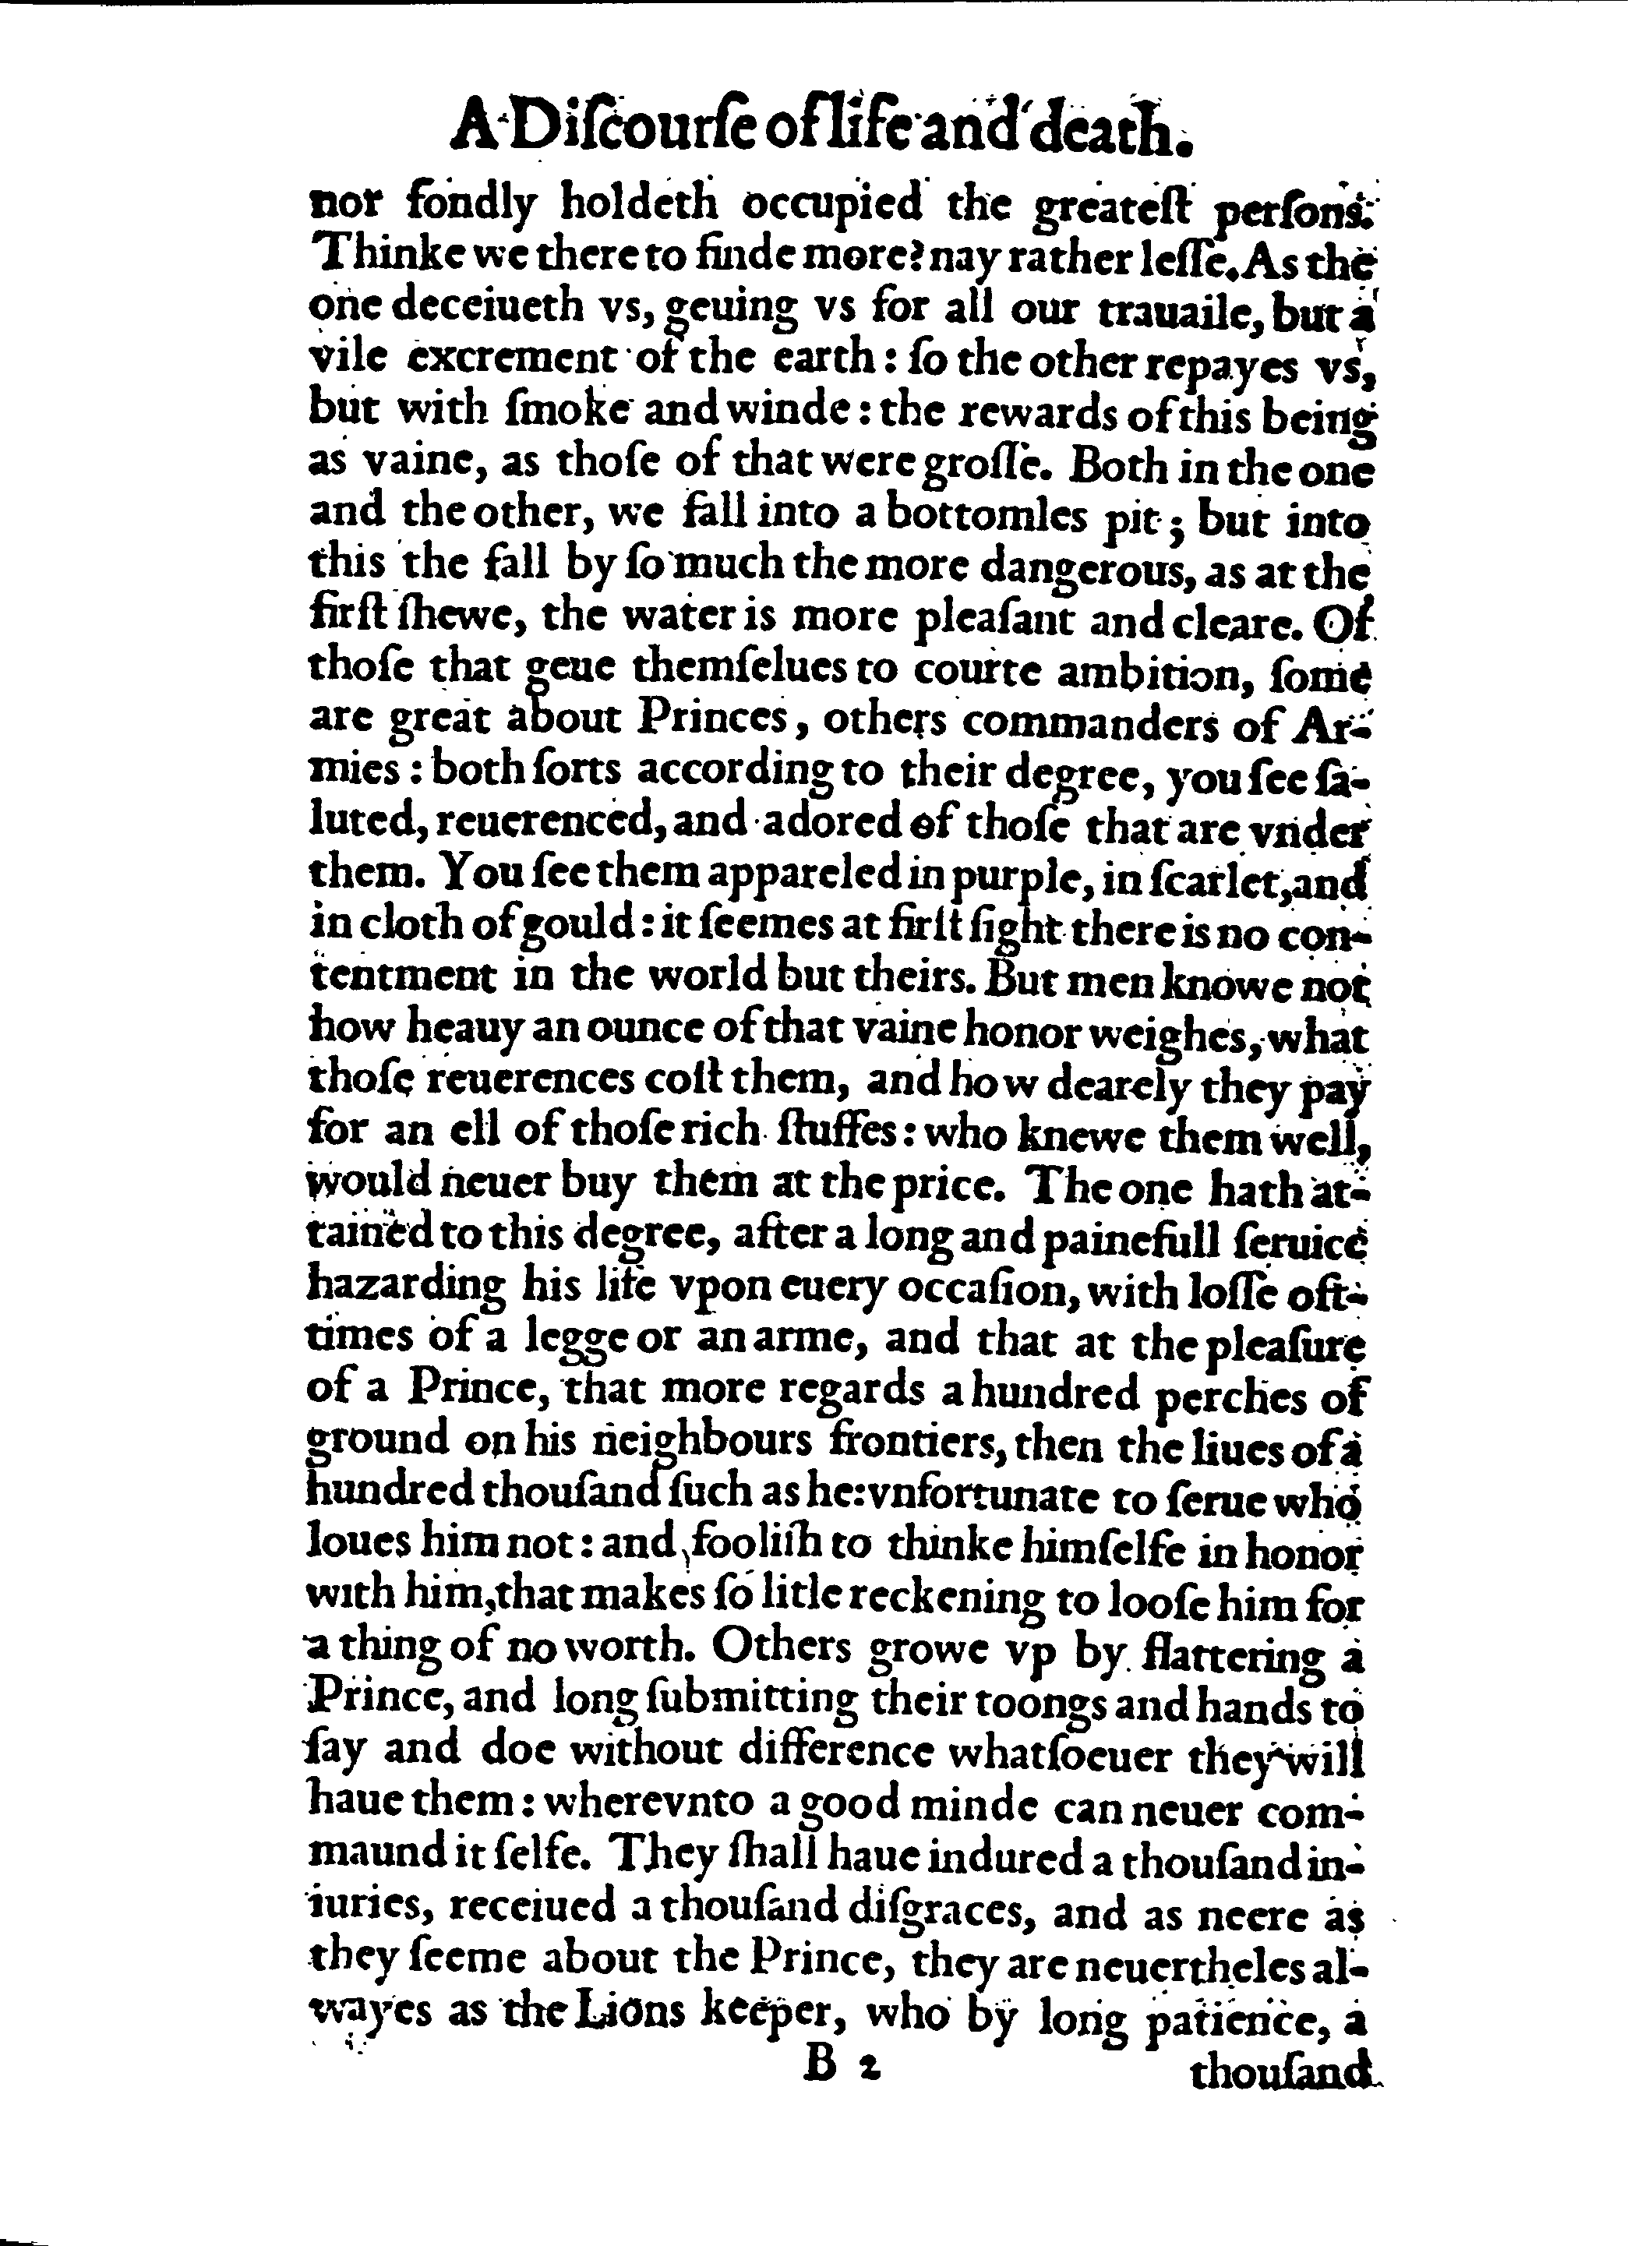 A Diſcourſe of life and death.
nor fondly holdeth occupied the greateſt perſons.
Thinke we there to finde more? nay rather leſſe. As the
one deceiueth vs, geuing vs for all our trauaile, but a
vile excrement of the earth: ſo the other repayes vs,
but with ſmoke and winde: the rewards of this being
as vaine, as thoſe of that were groſſe. Both in the one
and the other, we fall into a bottomles pit; but into
this the fall by ſo much the more dangerous, as at the
firſt ſhewe, the water is more pleaſant and cleare. Of
thoſe that geue themſelues to courte ambition, ſome
are great about Princes, others commanders of Ar-
mies: both ſorts according to their degree, you ſee ſa-
luted, reuerenced, and adored of thoſe that are vnder
them. You ſee them appareled in purple, in ſcarlet, and
in cloth of gould: it ſeemes at firſt ſight there is no con-
tentment in the world but theirs. But men knowe not
how heauy an ounce of that vaine honor weighes, what
thoſe reuerences coſt them, and how dearely they pay
for an ell of thoſe rich ſtuffes: who knewe them well,
would neuer buy them at the price. The one hath at-
tained to this degree, after a long and painefull ſeruice
hazarding his life vpon euery occaſion, with loſſe oft-
times of a legge or an arme, and that at the pleaſure
of a Prince, that more regards a hundred perches of
ground on his neighbours frontiers, then the liues of a
hundred thouſand ſuch as he: vnfortunate to ſerue who
loues him not: and fooliſh to thinke himſelfe in honor
with him, that makes ſo litle reckening to looſe him for
a thing of no worth. Others growe vp by flattering a
Prince, and long ſubmitting their toongs and hands to
ſay and doe without difference whatſoeuer they will
haue them: wherevnto a good minde can neuer com-
maund it ſelfe. They ſhall haue indured a thouſand in-
iuries, receiued a thouſand diſgraces, and as neere as
they ſeeme about the Prince, they are neuertheles al-
wayes as the Lions keeper, who by long patience, a
B 2
thouſand